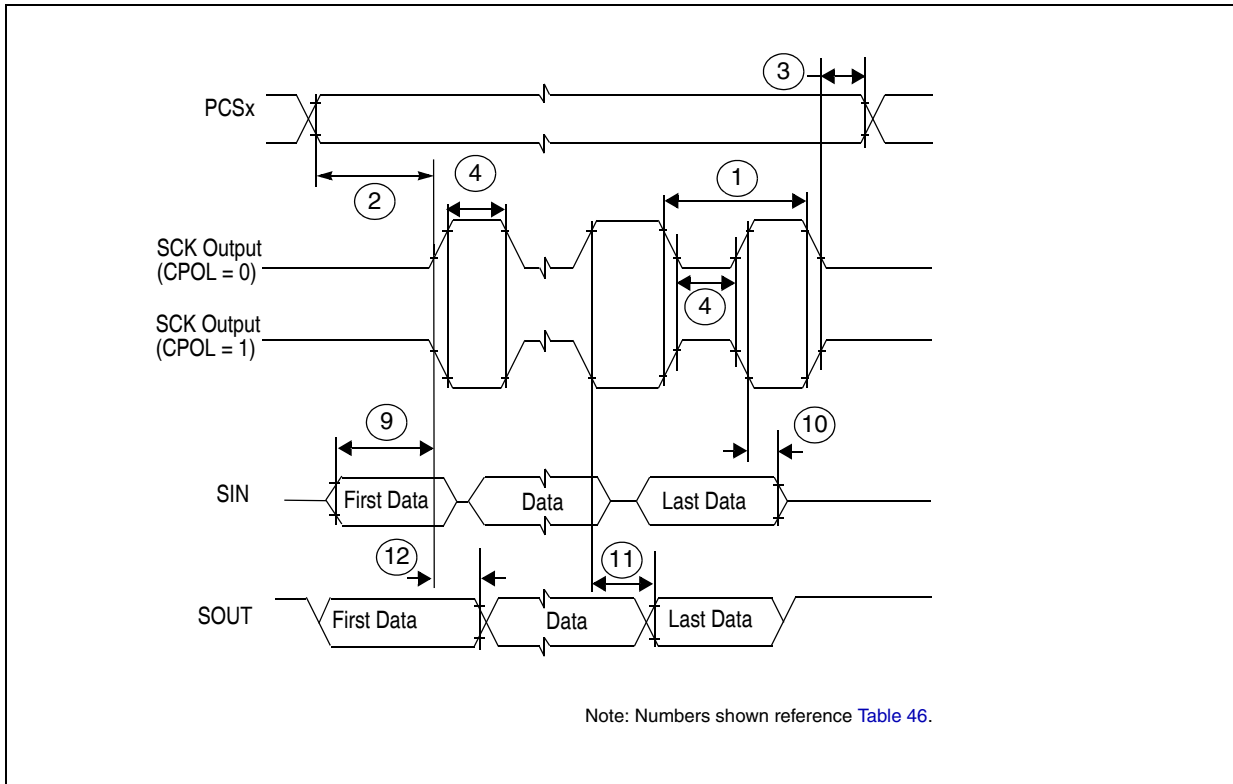 3
PCSx
2
4
1
SCK Output
(CPOL = 0)
4
SCK Output
(CPOL = 1)
9
10
SIN
First Data
Data
Last Data
12
11
SOUT
First Data
Data
Last Data
Note: Numbers shown reference Table 46.